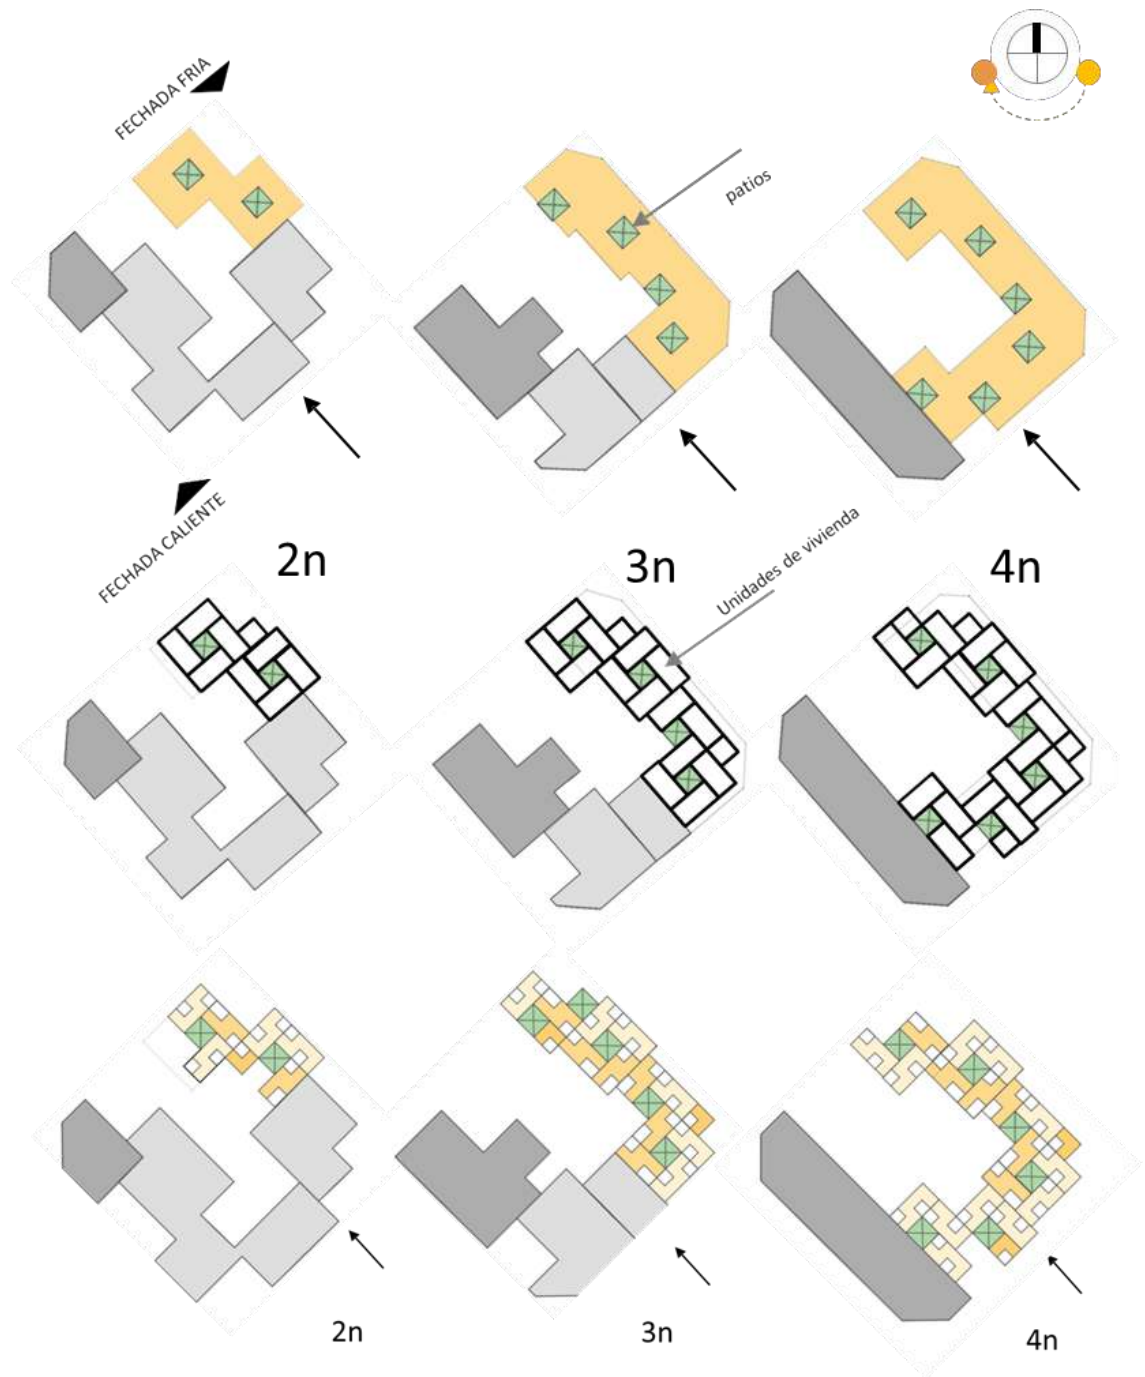 FECHADA FRIA
patios
FECHADA CALIENTE
2n
3n
4n
Unidades de vivienda
2n
3n
4n